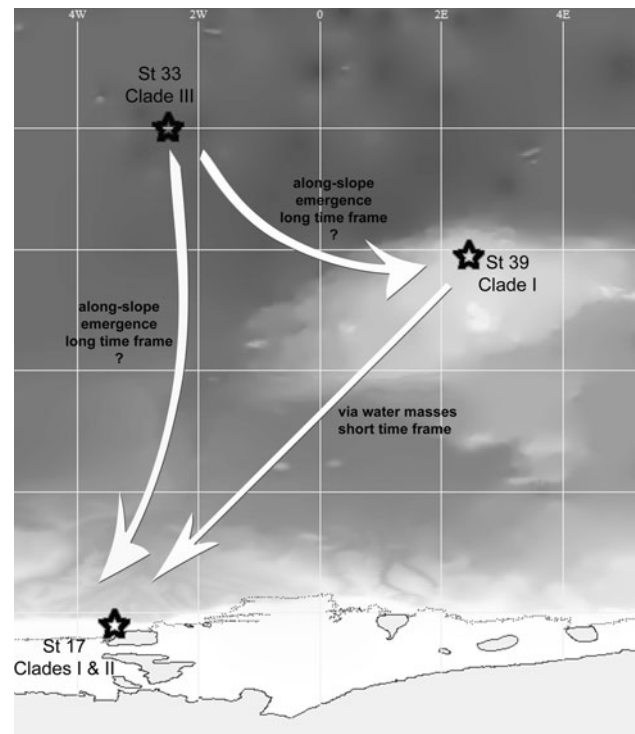 4W 2W 0 2E 4E
St 33
Clade III
along-slope
emergence
long time frame
?
St 39
Clade I
along-slope
emergence
long time frame
?
via water masses
short time frame
St 17
Clades I & II